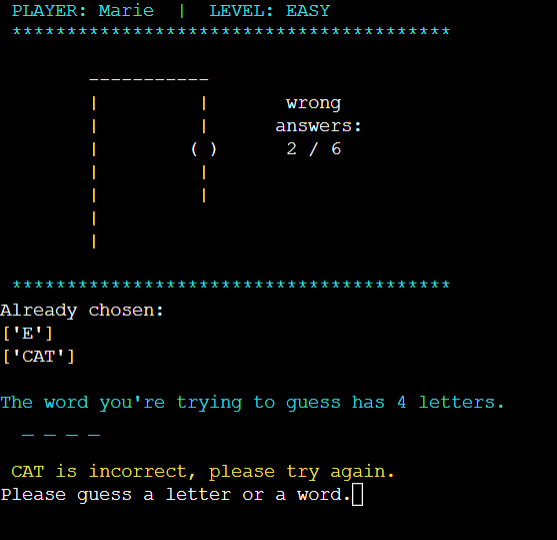 PLAYER: Marie | LEVEL: EASY
****************************************
wrong
answers:
2 / 6
****************************************
Already chosen:
['E']
['CAT']
The word you're trying to guess has 4 letters.
_ _ _ _
CAT is incorrect, please try again.
Please guess a letter or a word.